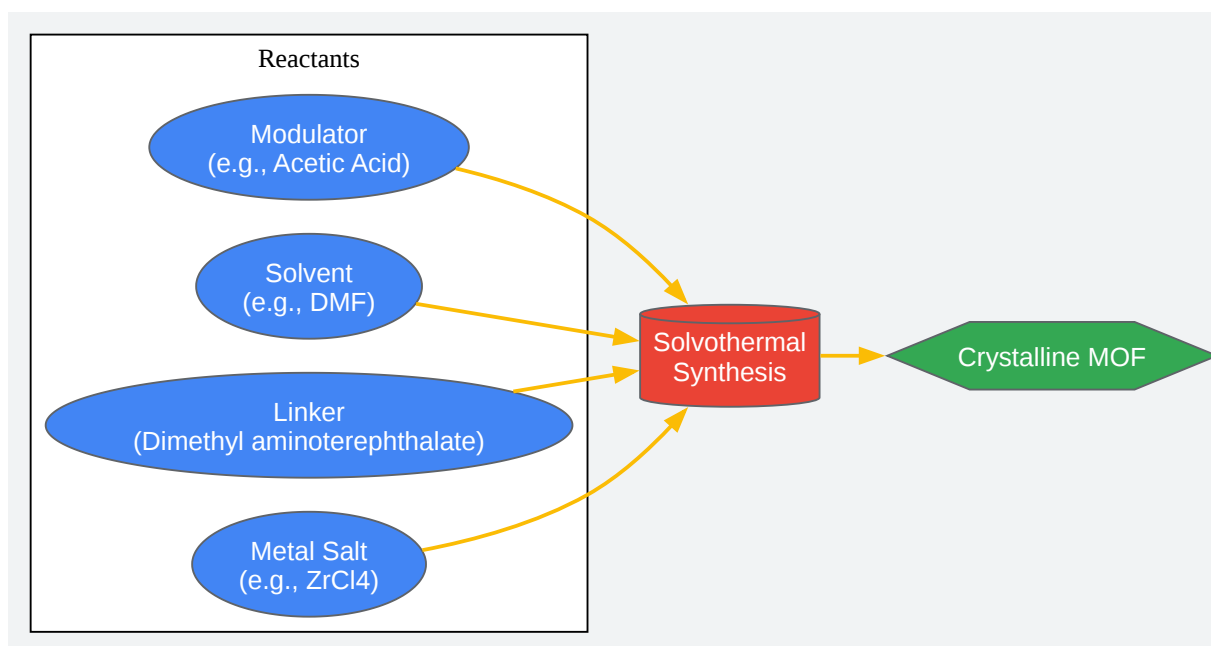 Reactants
Modulator
(e.g., Acetic Acid)
Solvent
(e.g., DMF)
Linker
(Dimethyl aminoterephthalate)
Metal Salt
(e.g., ZrCl4)
Solvothermal
Synthesis
Crystalline MOF